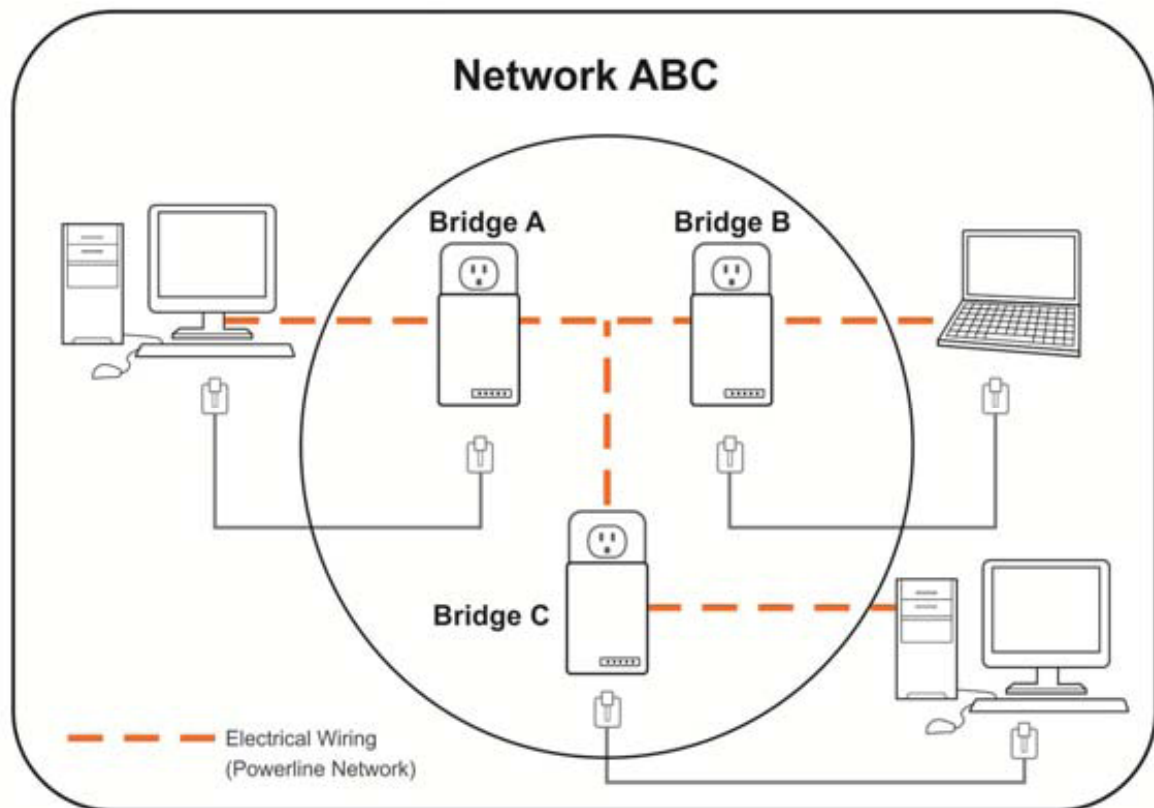 Network ABC
Bridge A
Bridge B
Bridge C
Electrical Wiring
(Powerline Network)